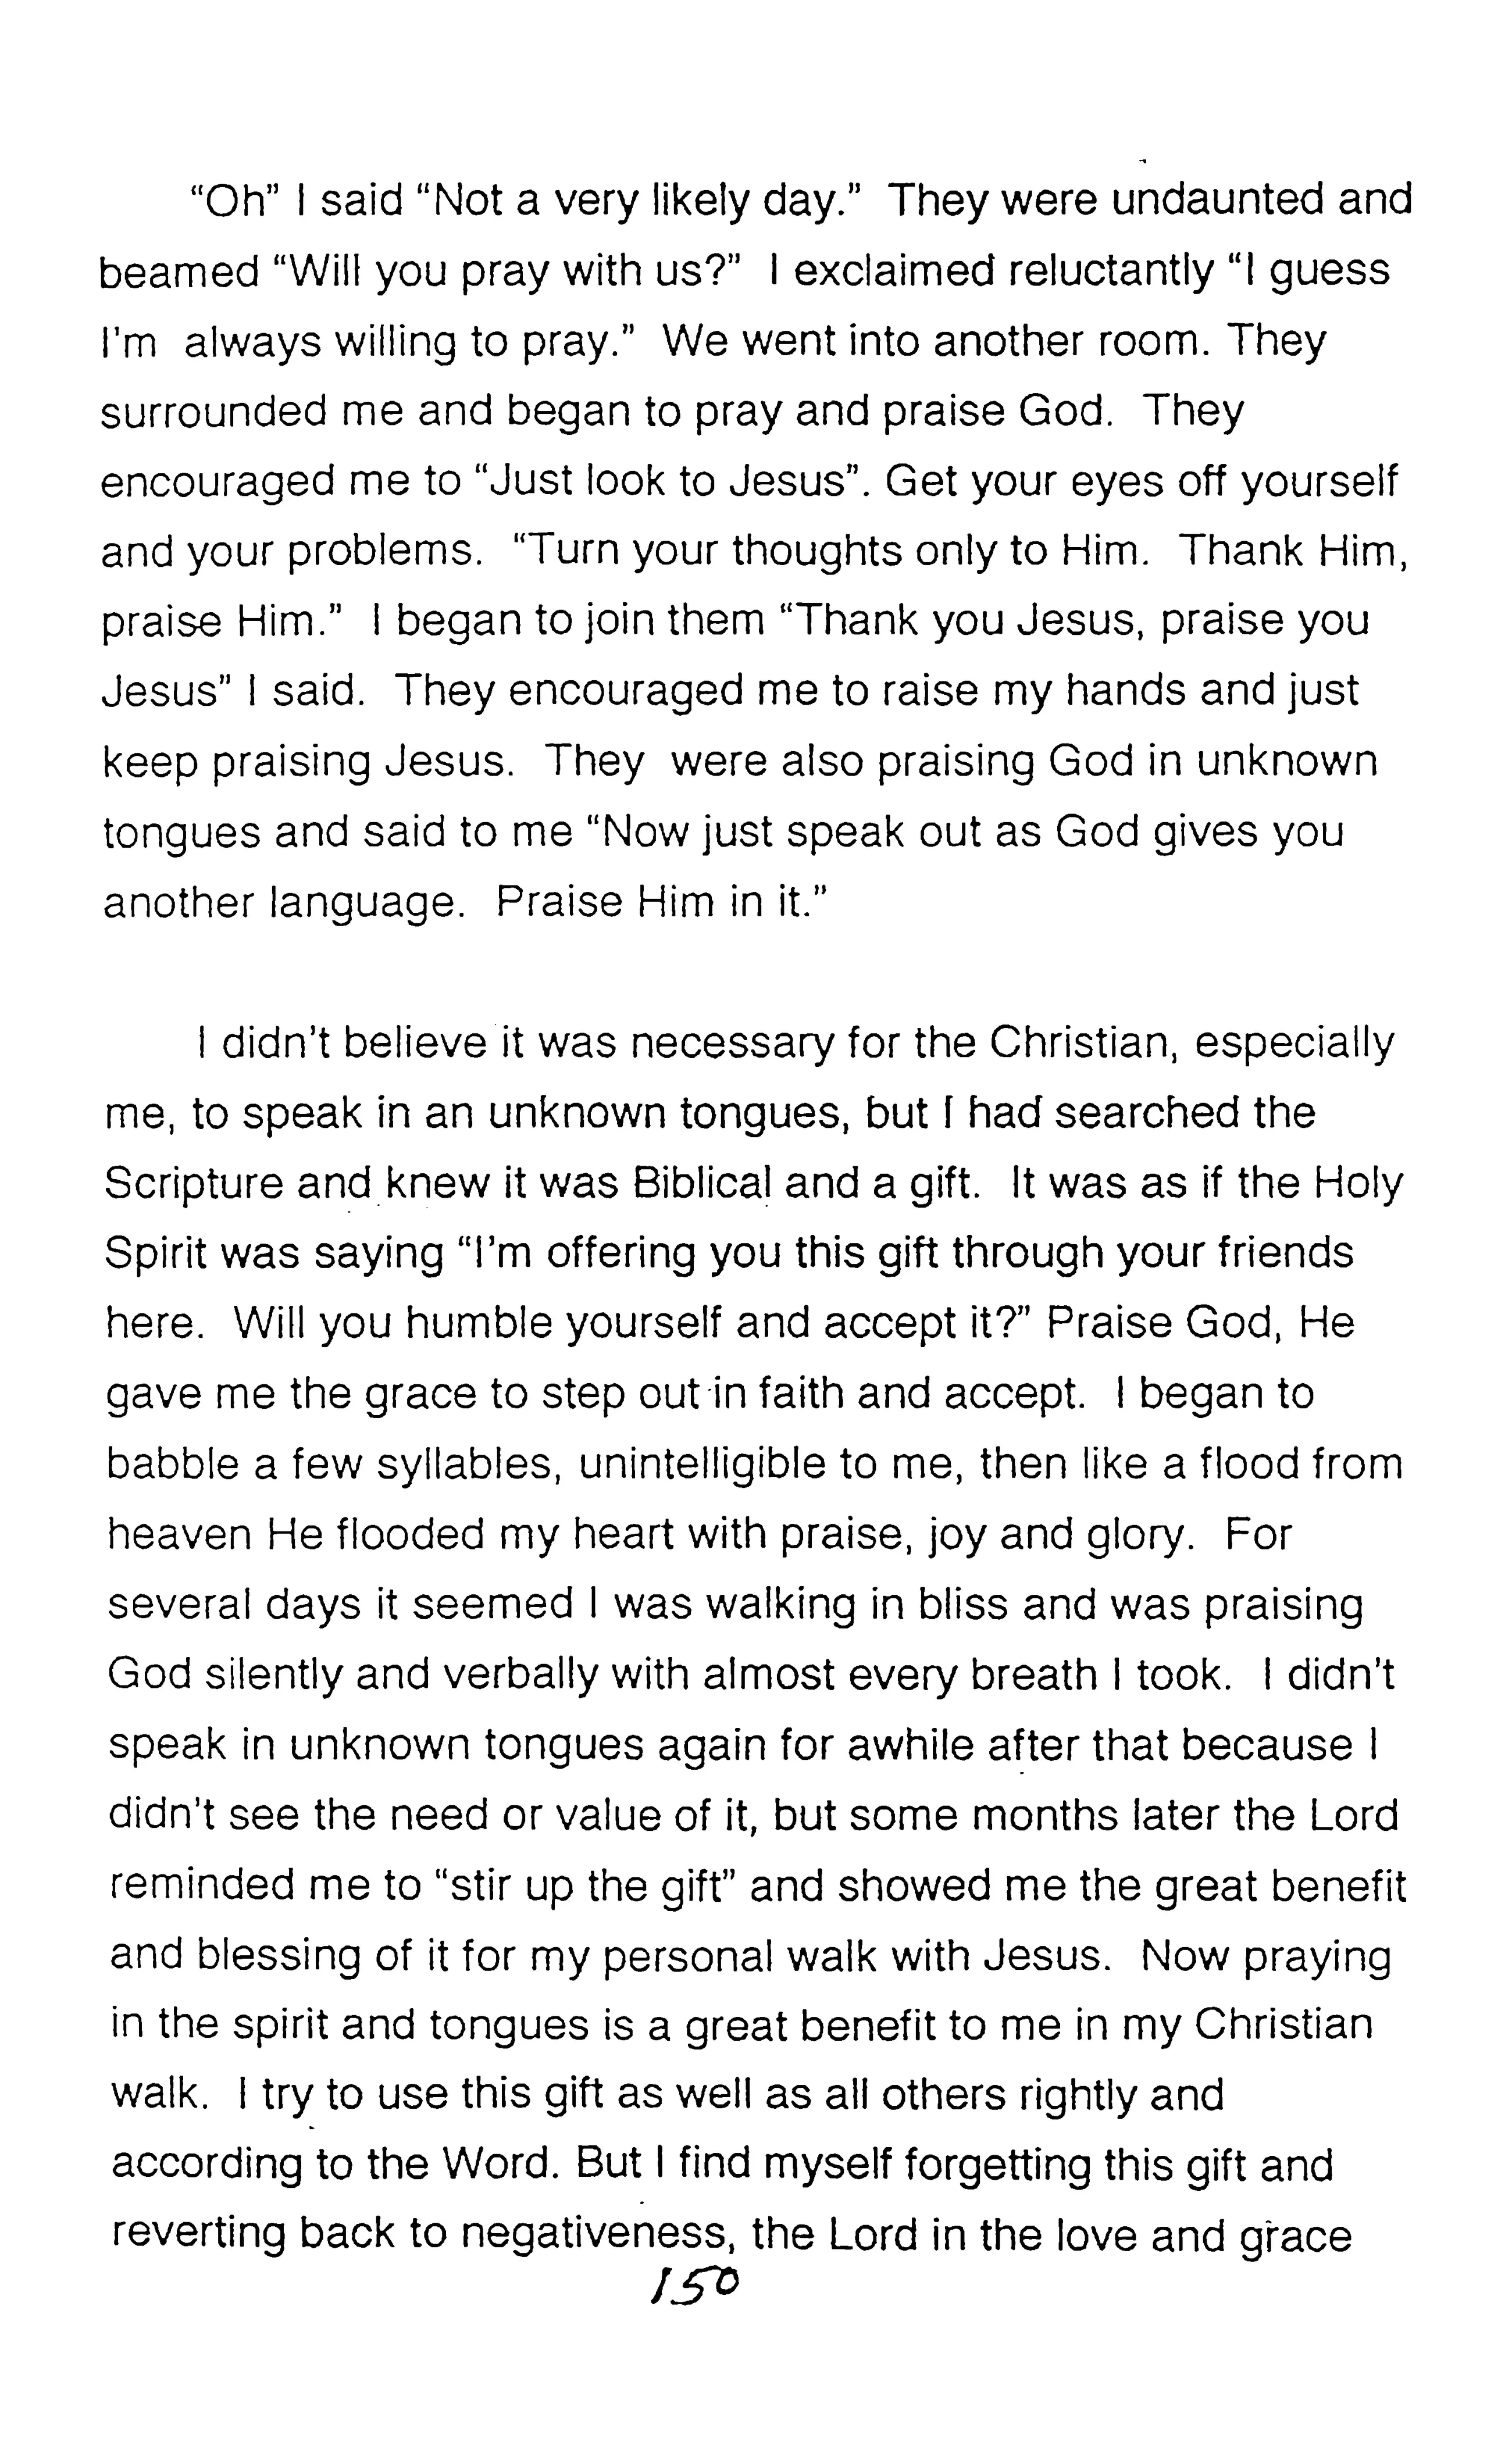 “Oh” I said “Not a very likely day.” They were undaunted and
beamed “Will you pray with us?” I exclaimed reluctantly “I guess
I'm always willing to pray.” We went into another room. They
surrounded me and began to pray and praise God. They
encouraged me to “Just look to Jesus”. Get your eyes off yourself
and your problems. “Turn your thoughts only to Him. Thank Him,
praise Him.” I began to join them “Thank you Jesus, praise you
Jesus” I said. They encouraged me to raise my hands and just
keep praising Jesus. They were also praising God in unknown
tongues and said to me “Now just speak out as God gives you
another language. Praise Him in it.”
I didn't believe it was necessary for the Christian, especially
me, to speak in an unknown tongues, but I had searched the
Scripture and knew it was Biblical and a gift. It was as if the Holy
Spirit was saying “I'm offering you this gift through your friends
here. Will you humble yourself and accept it?” Praise God, He
gave me the grace to step out in faith and accept. I began to
babble a few syllables, unintelligible to me, then like a flood from
heaven He flooded my heart with praise, joy and glory. For
several days it seemed I was walking in bliss and was praising
God silently and verbally with almost every breath I took. I didn't
speak in unknown tongues again for awhile after that because I
didn't see the need or value of it, but some months later the Lord
reminded me to “stir up the gift” and showed me the great benefit
and blessing of it for my personal walk with Jesus. Now praying
in the spirit and tongues is a great benefit to me in my Christian
walk. I try to use this gift as well as all others rightly and
according to the Word. But I find myself forgetting this gift and
reverting back to negativeness, the Lord in the love and grace
150